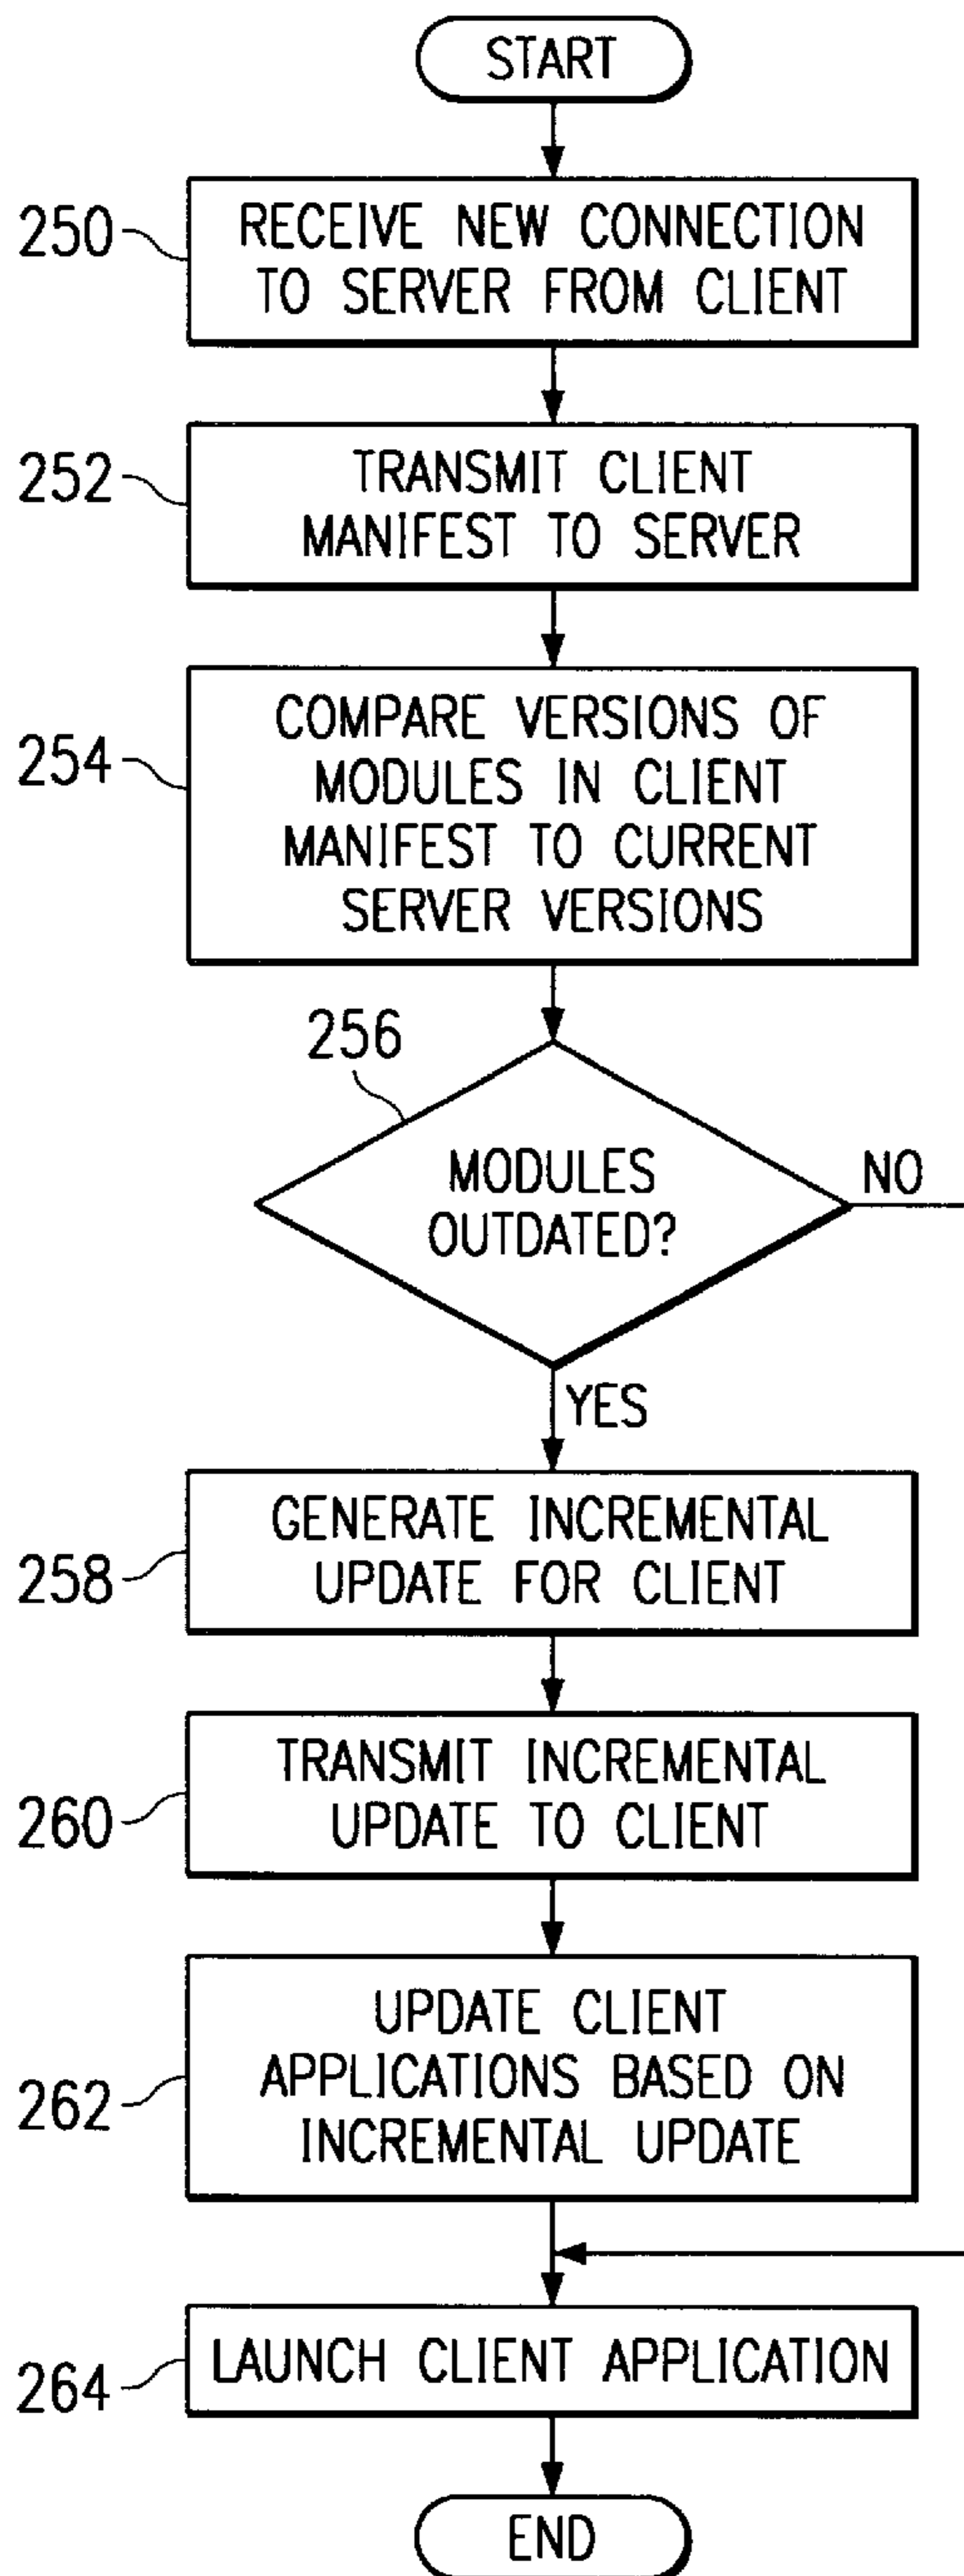 START
250
RECEIVE NEW CONNECTION
TO SERVER FROM CLIENT
252
TRANSMIT CLIENT
MANIFEST TO SERVER
254
COMPARE VERSIONS OF
MODULES IN CLIENT
MANIFEST TO CURRENT
SERVER VERSIONS
256
MODULES
OUTDATED?
NO
YES
258
GENERATE INCREMENTAL
UPDATE FOR CLIENT
260
TRANSMIT INCREMENTAL
UPDATE TO CLIENT
262
UPDATE CLIENT
APPLICATIONS BASED ON
INCREMENTAL UPDATE
264
LAUNCH CLIENT APPLICATION
END